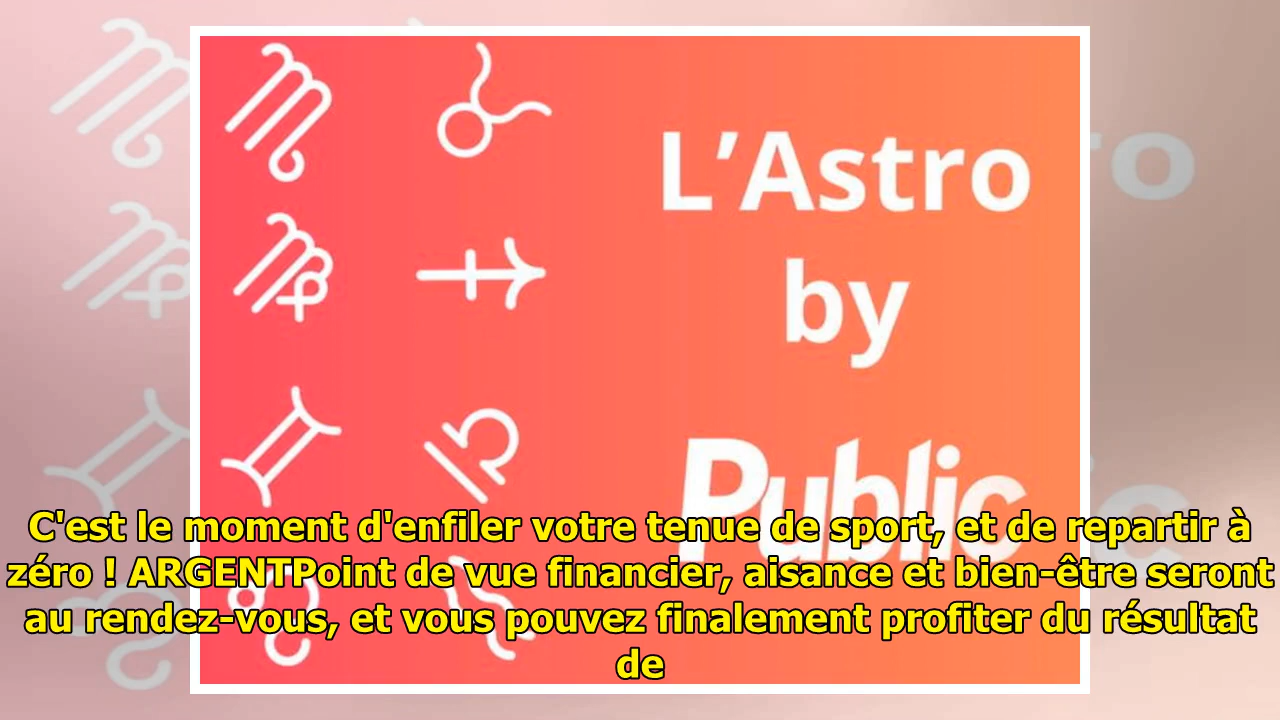 L’Astro
by
Public
C'est le moment d'enfiler votre tenue de sport, et de repartir à
zéro ! ARGENTPoint de vue financier, aisance et bien-être seront
au rendez-vous, et vous pouvez finalement profiter du résultat
de